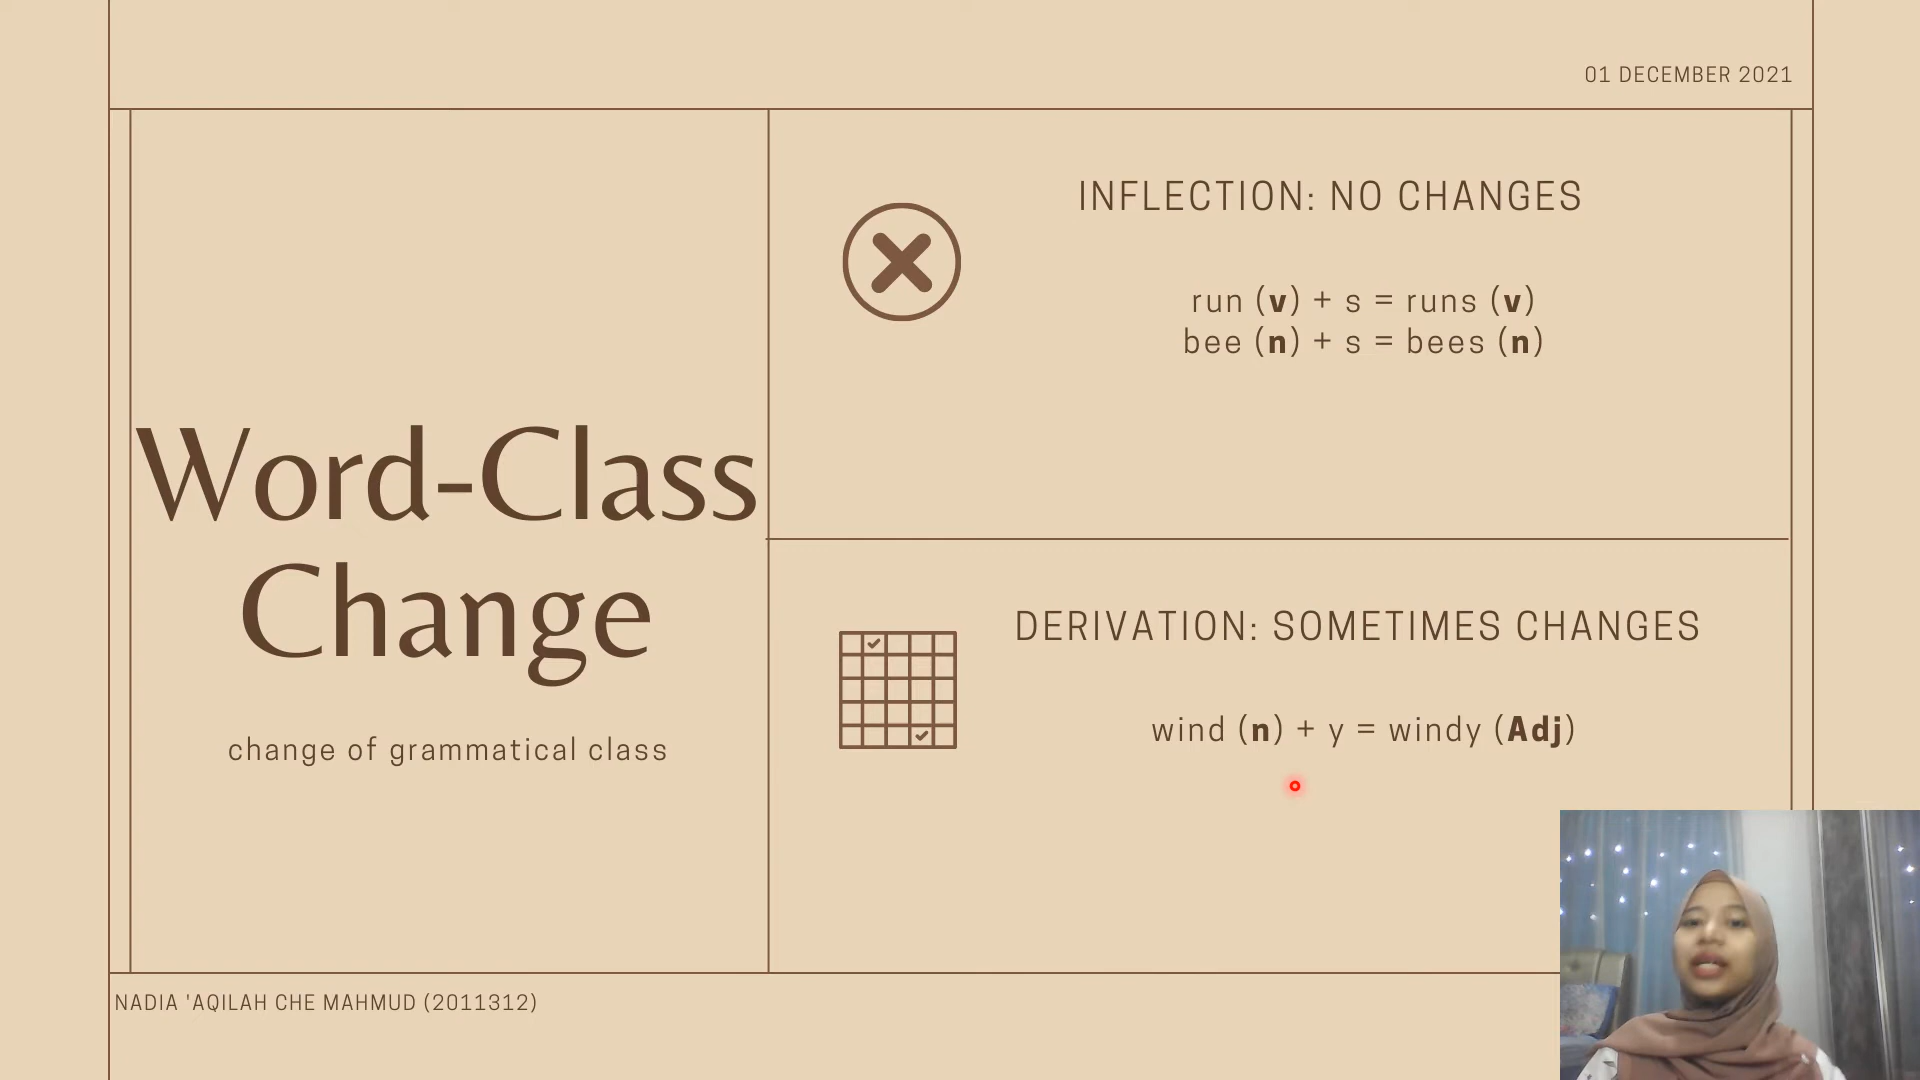 01 DECEMBER 2021
Word-Class
Change
change of grammatical class
INFLECTION: NO CHANGES
run (v) + s = runs (v)
bee (n) + s = bees (n)
DERIVATION: SOMETIMES CHANGES
wind (n) + y = windy (Adj)
NADIA 'AQILAH CHE MAHMUD (2011312)